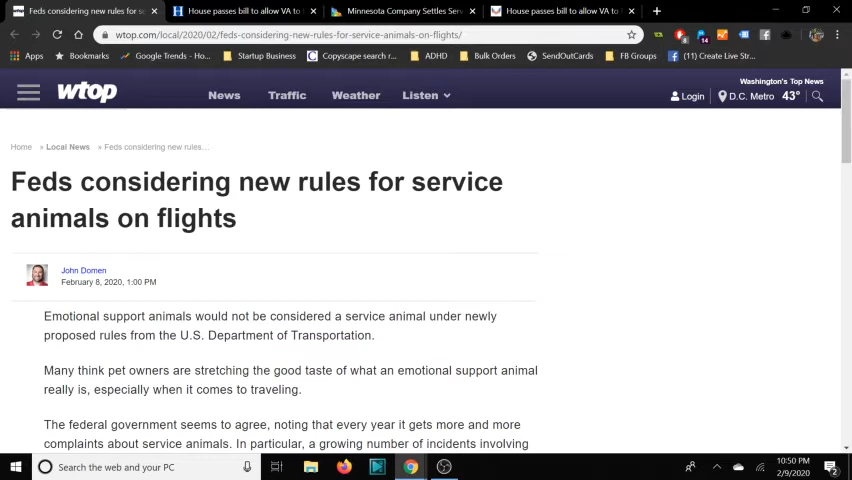 Feds considering new rules for se
House passes bill to allow VA to
Minnesota Company Settles Serv
House passes bill to allow VA to
wtop.com/local/2020/02/feds-considering-new-rules-for-service-animals-on-flights/
8
14
Apps
Bookmarks
Google Trends - Ho...
Startup Business
Copyscape search r...
ADHD
Bulk Orders
SendOutCards
FB Groups
(11) Create Live Str...
Washington's Top News
wtop
News
Traffic
Weather
Listen
Login
D.C. Metro
43°
Home » Local News » Feds considering new rules…
Feds considering new rules for service
animals on flights
John Domen
February 8, 2020, 1:00 PM
Emotional support animals would not be considered a service animal under newly
proposed rules from the U.S. Department of Transportation.
Many think pet owners are stretching the good taste of what an emotional support animal
really is, especially when it comes to traveling.
The federal government seems to agree, noting that every year it gets more and more
complaints about service animals. In particular, a growing number of incidents involving
Search the web and your PC
10:50 PM
2/9/2020
2